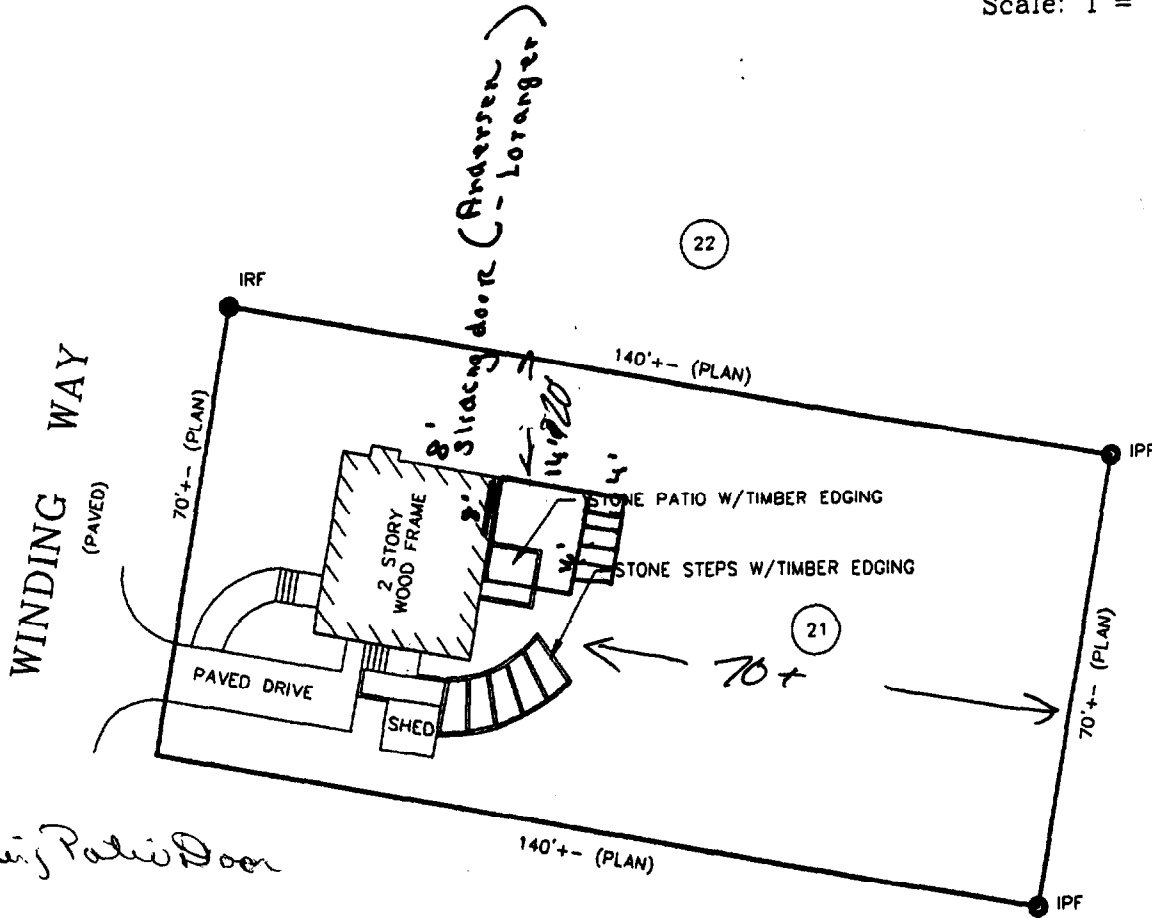 Scale: 1 =
Sliding door (Andersen
- Loranger)
22
IRF
140'+- (PLAN)
IPF
WINDING WAY
(PAVED)
70'+- (PLAN)
8'
20
14'
4'
8'
STONE PATIO W/TIMBER EDGING
2 STORY
WOOD FRAME
STONE STEPS W/TIMBER EDGING
21
70+
70'+- (PLAN)
PAVED DRIVE
SHED
140'+- (PLAN)
Patio Door
IPF